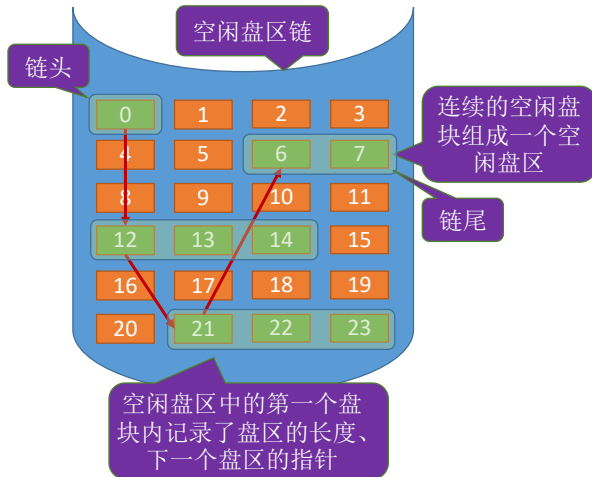 空闲盘区链
链头
0 1 2 3
4 5 6 7
8 9 10 11
12 13 14 15
16 17 18 19
20 21 22 23
连续的空闲盘
块组成一个空
闲盘区
链尾
空闲盘区中的第一个盘
块内记录了盘区的长度、
下一个盘区的指针